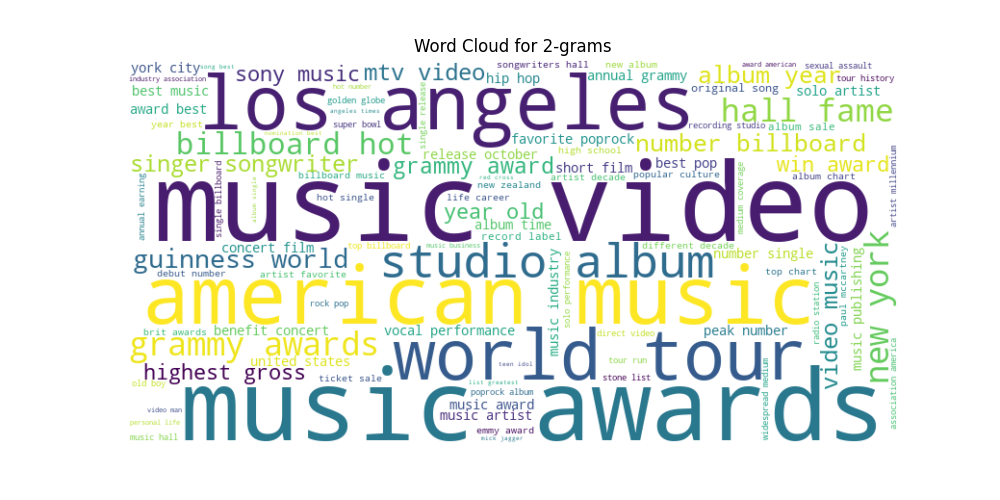 Word Cloud for 2-grams
york city
song best
sony music
mtv video
songwriters hall
new album
award american
sexual assault
industry association
hip hop
annual grammy
album year
tour history
best music
los angeles
hot number
golden globe
angeles times
single release
original song
solo artist
award best
hall fame
year best
super bowl
recording studio
album sale
nomination best
billboard hot
favorite poprock
number billboard
high school
release october
singer songwriter
grammy award
short film
best pop
win award
artist millennium
annual earning
single billboard
billboard music
red cross
artist decade
popular culture
album chart
music video
album single
hot single
new zealand
life career
medium coverage
year old
album time
record label
concert film
top billboard
music business
different decade
number single
guinness world
studio album
debut number
artist favorite
top chart
video music
radio station
paul mccartney
music publishing
new york
american music
rock pop
music industry
solo performance
brit awards
benefit concert
vocal performance
direct video
peak number
grammy awards
world tour
united states
tour run
highest gross
teen idol
ticket sale
stone list
old boy
list greatest
poprock album
widespread medium
association america
music awards
video man
music award
music artist
personal life
emmy award
music hall
mick jagger